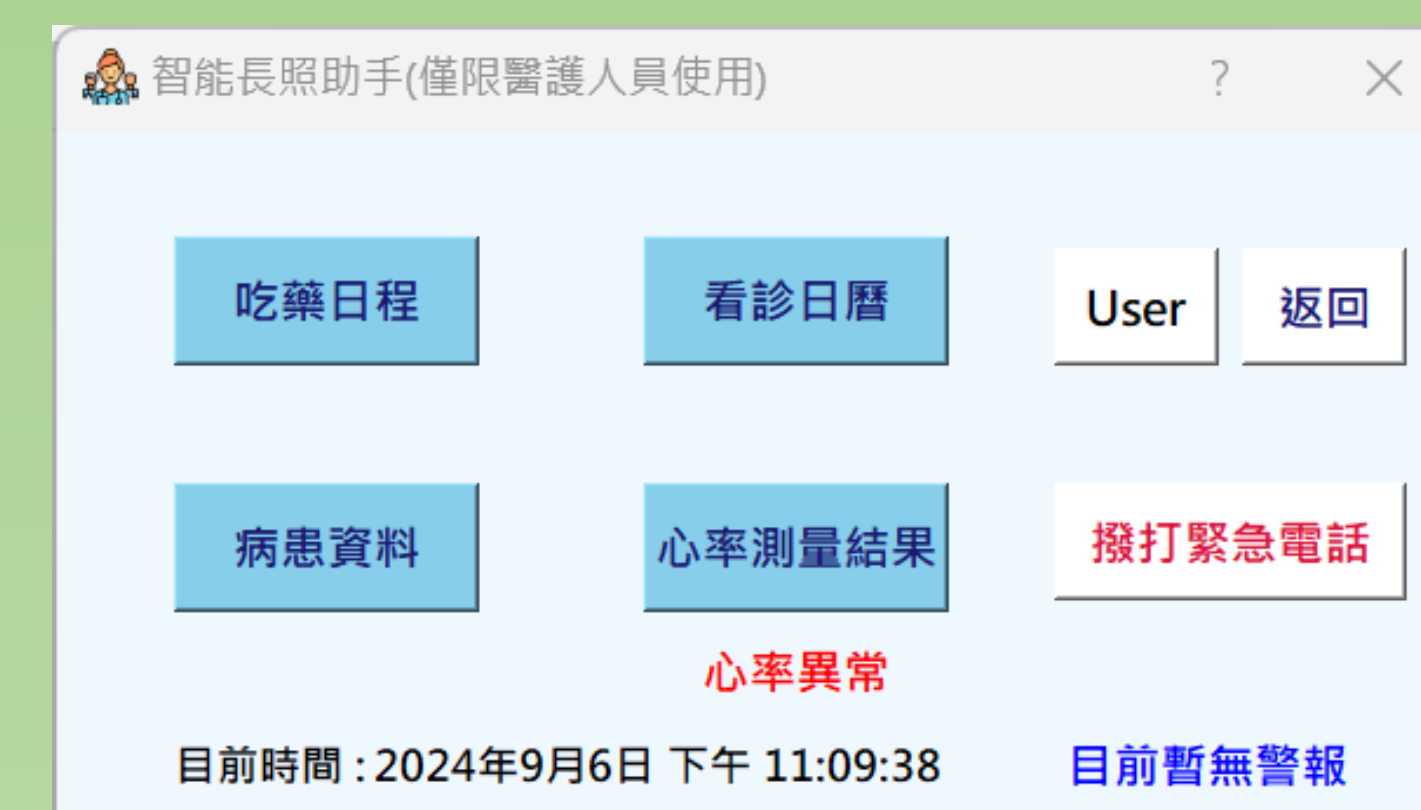 智能長照助手(僅限醫護人員使用)
吃藥日程
看診日曆
User
返回
病患資料
心率測量結果
撥打緊急電話
心率異常
目前時間 : 2024年9月6日 下午 11:09:38
目前暫無警報